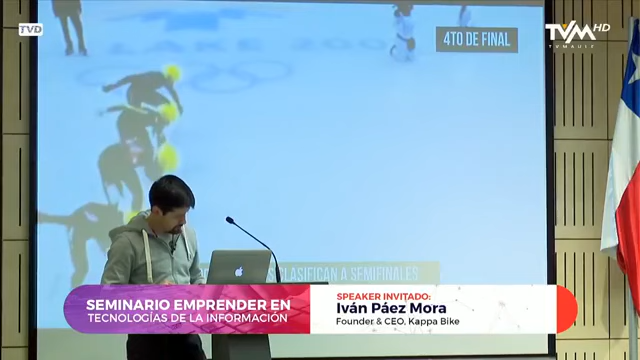 TVD
4TO DE FINAL
TVM HD
TVMAULE
LAKE
CLASIFICAN A SEMIFINALES
SEMINARIO EMPRENDER EN
TECNOLOGÍAS DE LA INFORMACIÓN
SPEAKER INVITADO:
Iván Páez Mora
Founder & CEO, Kappa Bike